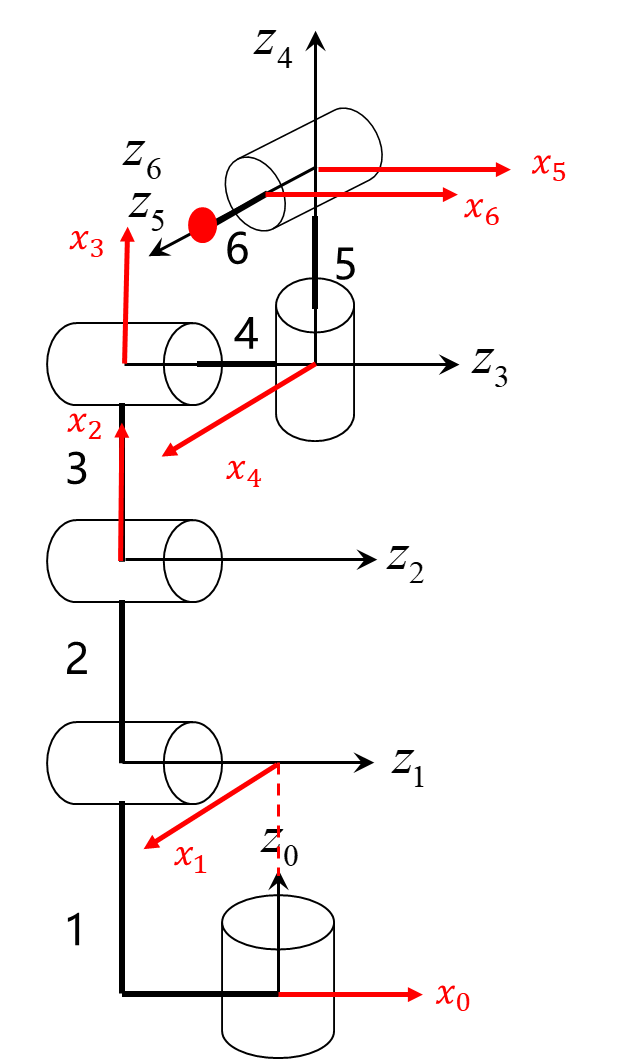 z₄
z₆
x₅
z₅
x₆
x₃
6
5
4
z₃
x₂
x₄
3
z₂
2
z₁
x₁
z₀
1
x₀